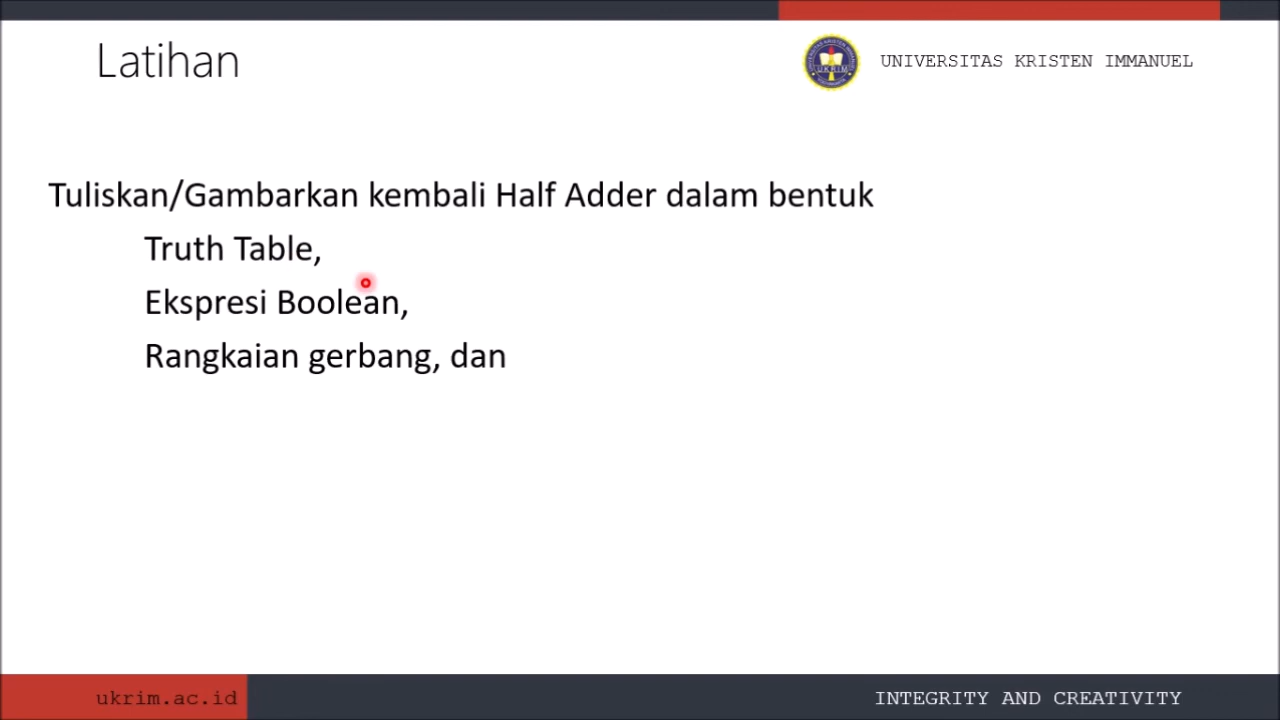 Latihan
UNIVERSITAS KRISTEN IMMANUEL
UKRIM
Tuliskan/Gambarkan kembali Half Adder dalam bentuk
Truth Table,
Ekspresi Boolean,
Rangkaian gerbang, dan
ukrim.ac.id
INTEGRITY AND CREATIVITY